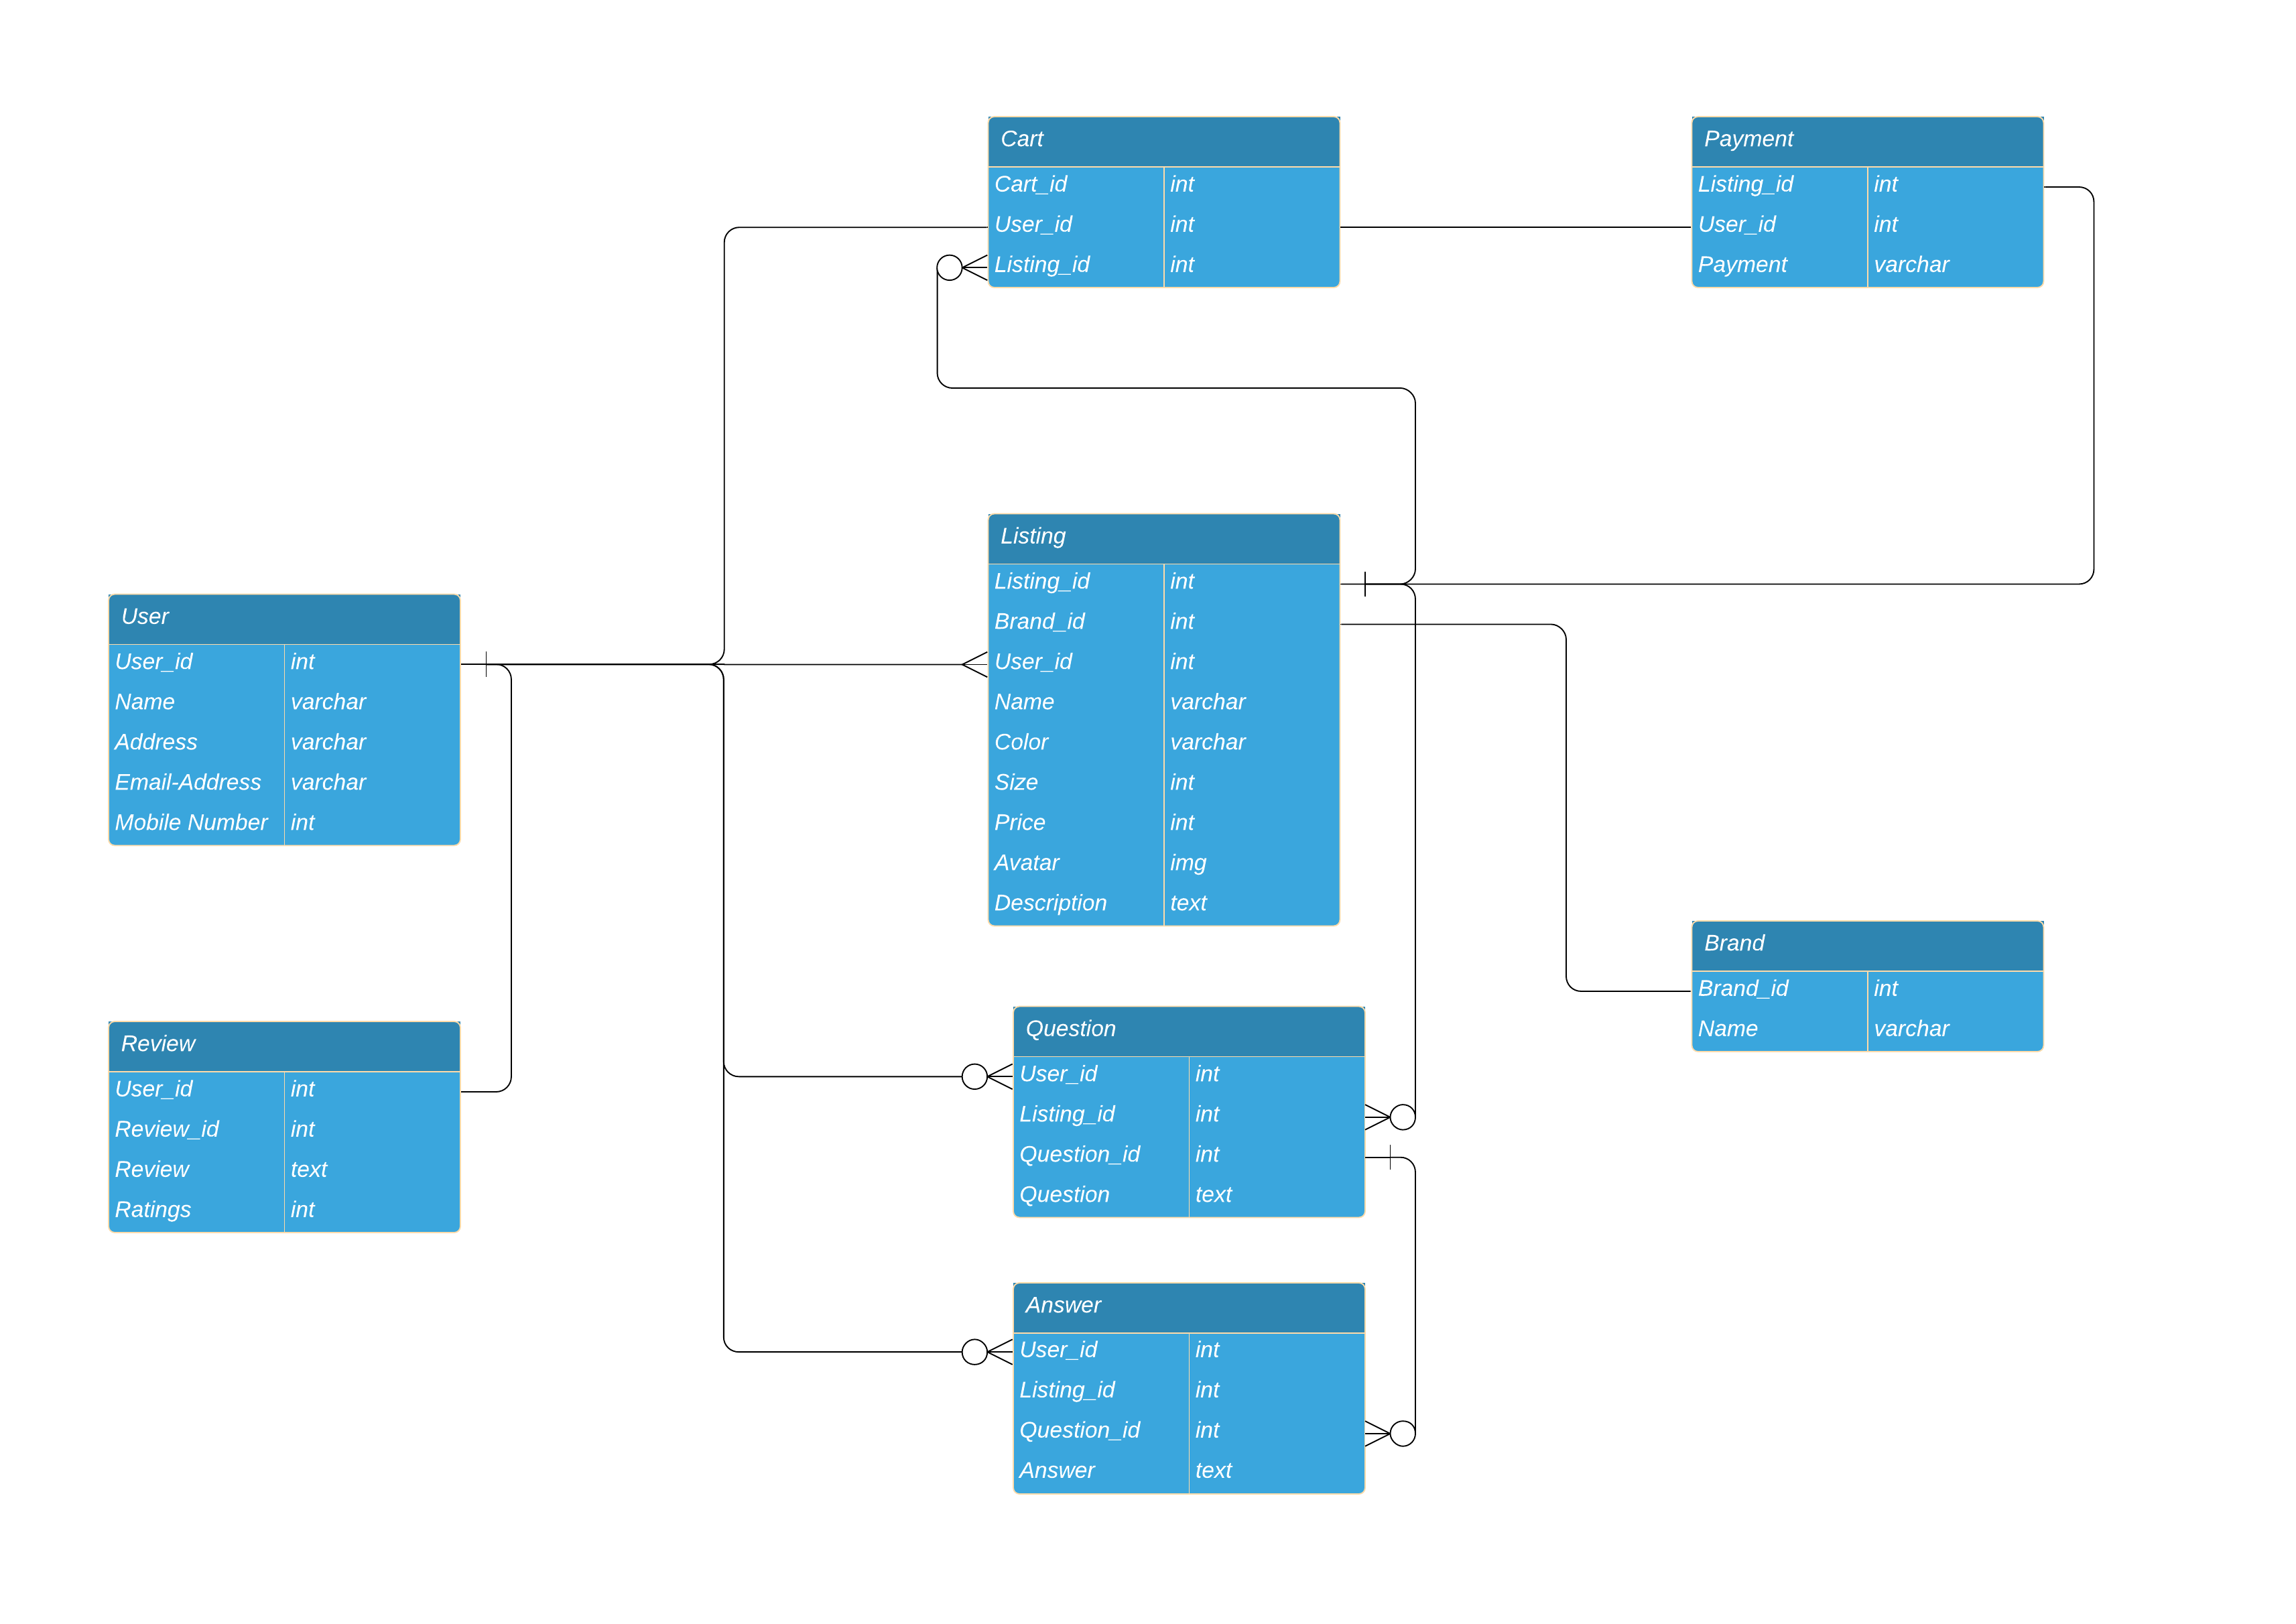 Cart
Cart_id int
User_id int
Listing_id int
Payment
Listing_id int
User_id int
Payment varchar
Listing
Listing_id int
Brand_id int
User_id int
Name varchar
Color varchar
Size int
Price int
Avatar img
Description text
User
User_id int
Name varchar
Address varchar
Email-Address varchar
Mobile Number int
Brand
Brand_id int
Name varchar
Review
User_id int
Review_id int
Review text
Ratings int
Question
User_id int
Listing_id int
Question_id int
Question text
Answer
User_id int
Listing_id int
Question_id int
Answer text